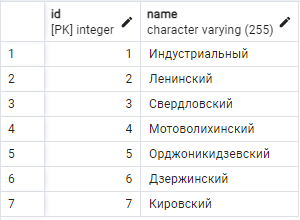 id name
[PK] integer character varying (255)
1 1 Индустриальный
2 2 Ленинский
3 3 Свердловский
4 4 Мотовилихинский
5 5 Орджоникидзевский
6 6 Дзержинский
7 7 Кировский